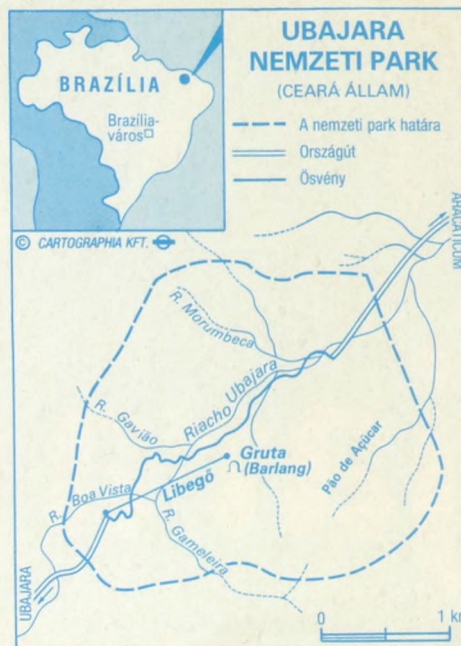 UBAJARA
NEMZETI PARK
(CEARÁ ÁLLAM)
A nemzeti park határa
Országút
Ösvény
BRAZÍLIA
Brazília-
város
© CARTOGRAPHIA KFT.
ARATICUM
R. Morumbeca
Riacho Ubajara
R. Gavião
Gruta
(Barlang)
Pão de Açúcar
Libegő
R. Boa Vista
R. Gameleira
UBAJARA
0 1 km